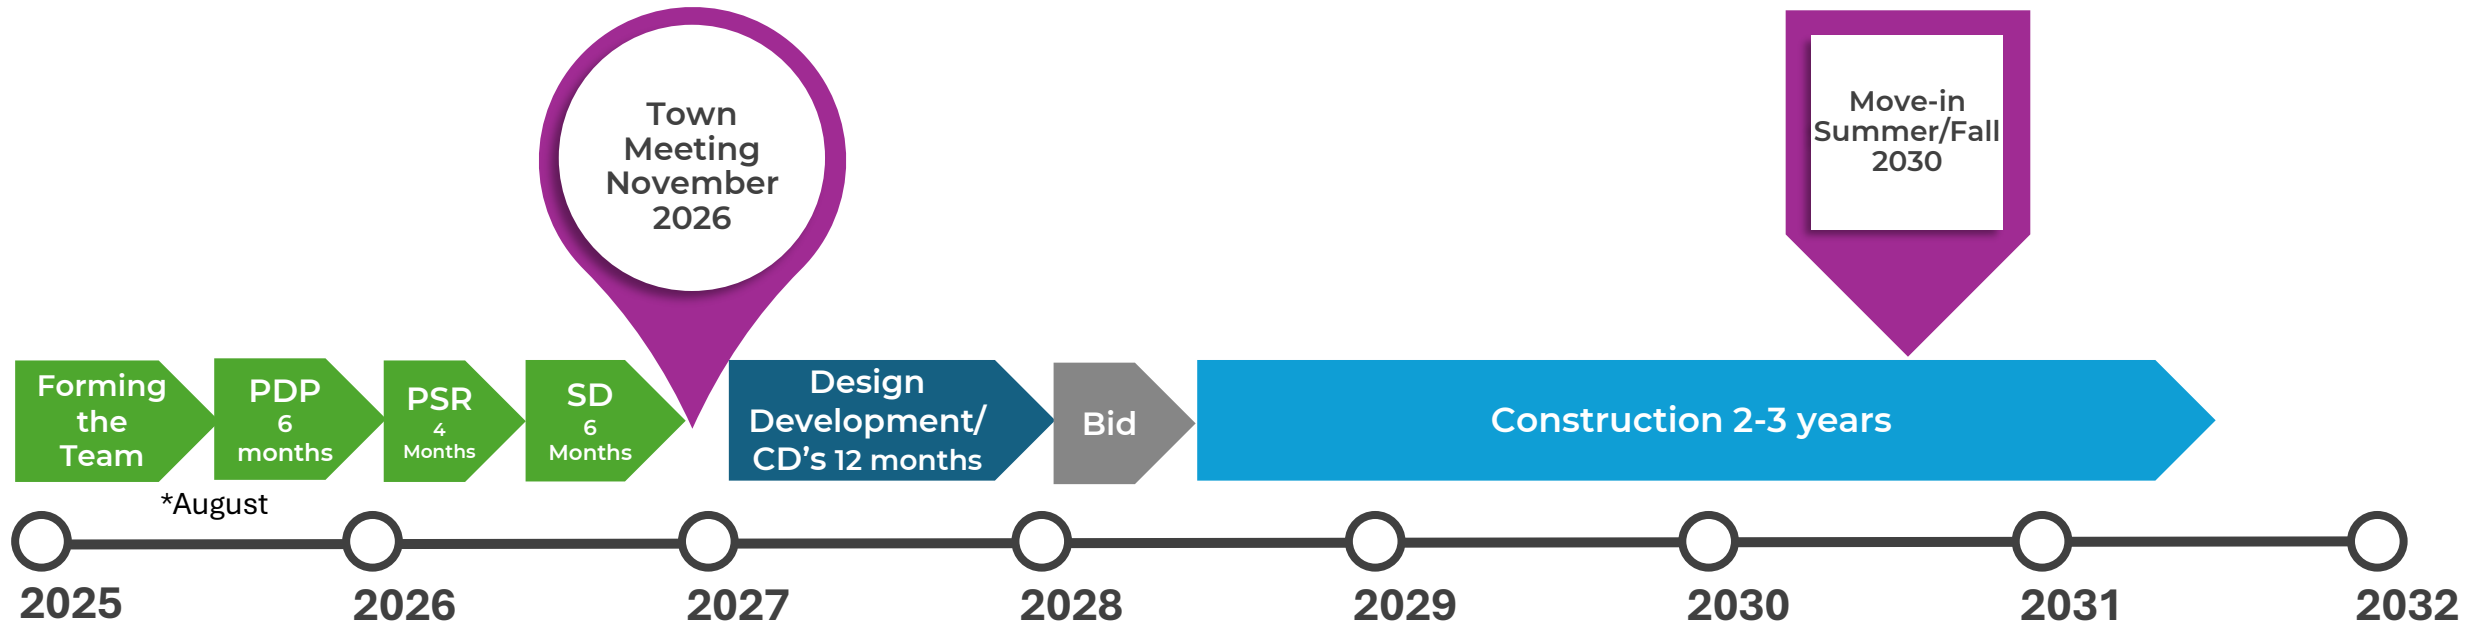 Town
Meeting
November
2026
Move-in
Summer/Fall
2030
Forming
the
Team
PDP
6
months
PSR
4
Months
SD
6
Months
Design
Development/
CD’s 12 months
Bid
Construction 2-3 years
*August
2025
2026
2027
2028
2029
2030
2031
2032